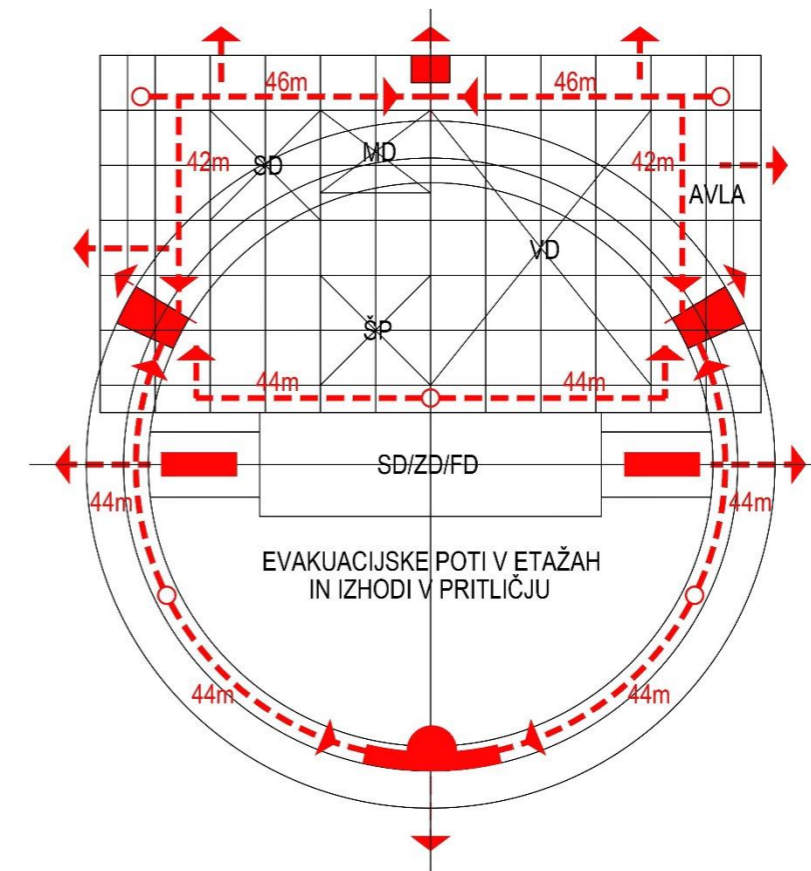 46m
46m
42m
SD
MD
42m
AVLA
VD
ŠP
44m
44m
SD/ZD/FD
44m
44m
EVAKUACIJSKE POTI V ETAŽAH
IN IZHODI V PRITLIČJU
44m
44m